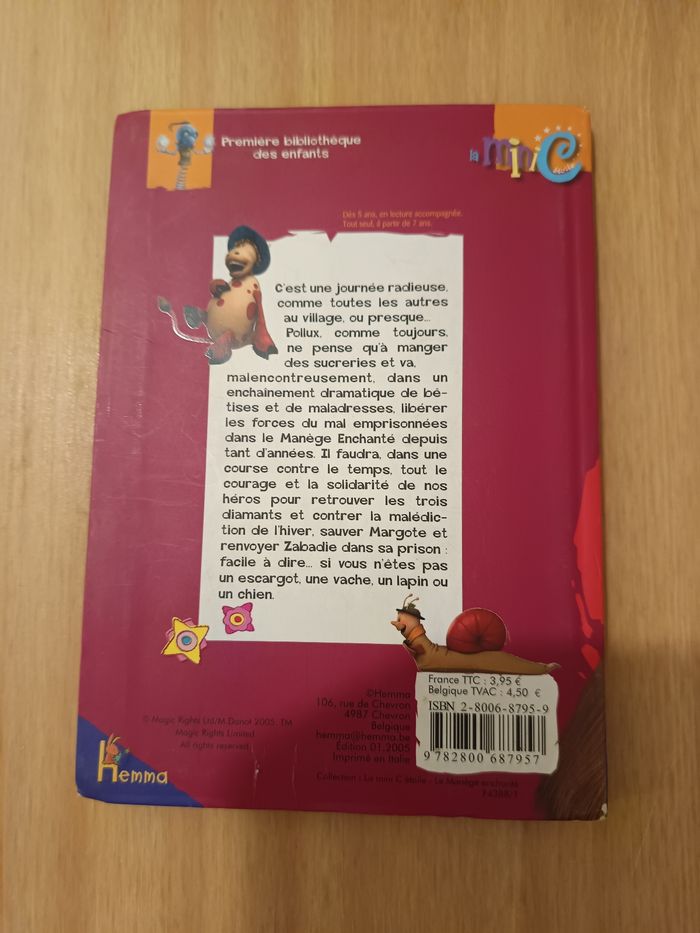 Première bibliothèque
des enfants
la mini C
étoile
Dès 5 ans, en lecture accompagnée.
Tout seul, à partir de 7 ans.
C'est une journée radieuse,
comme toutes les autres
au village, ou presque...
Pollux, comme toujours,
ne pense qu'à manger
des sucreries et va,
malencontreusement, dans un
enchaînement dramatique de bê-
tises et de maladresses, libérer
les forces du mal emprisonnées
dans le Manège Enchanté depuis
tant d'années. Il faudra, dans une
course contre le temps, tout le
courage et la solidarité de nos
héros pour retrouver les trois
diamants et contrer la malédic-
tion de l'hiver, sauver Margote et
renvoyer Zabadie dans sa prison :
facile à dire... si vous n'êtes pas
un escargot, une vache, un lapin ou
un chien.
France TTC : 3,95 €
Belgique TVAC : 4,50 €
ISBN 2-8006-8795-9
9 782800 687957
©Hemma
106, rue de Chevron
4987 Chevron
Belgique
hemma@hemma.be
Édition 01.2005
Imprimé en Italie
© Magic Rights Ltd/M.Danot 2005. TM
Magic Rights Limited.
All rights reserved.
Hemma
Collection : La mini C étoile - Le Manège enchanté
F4388/1